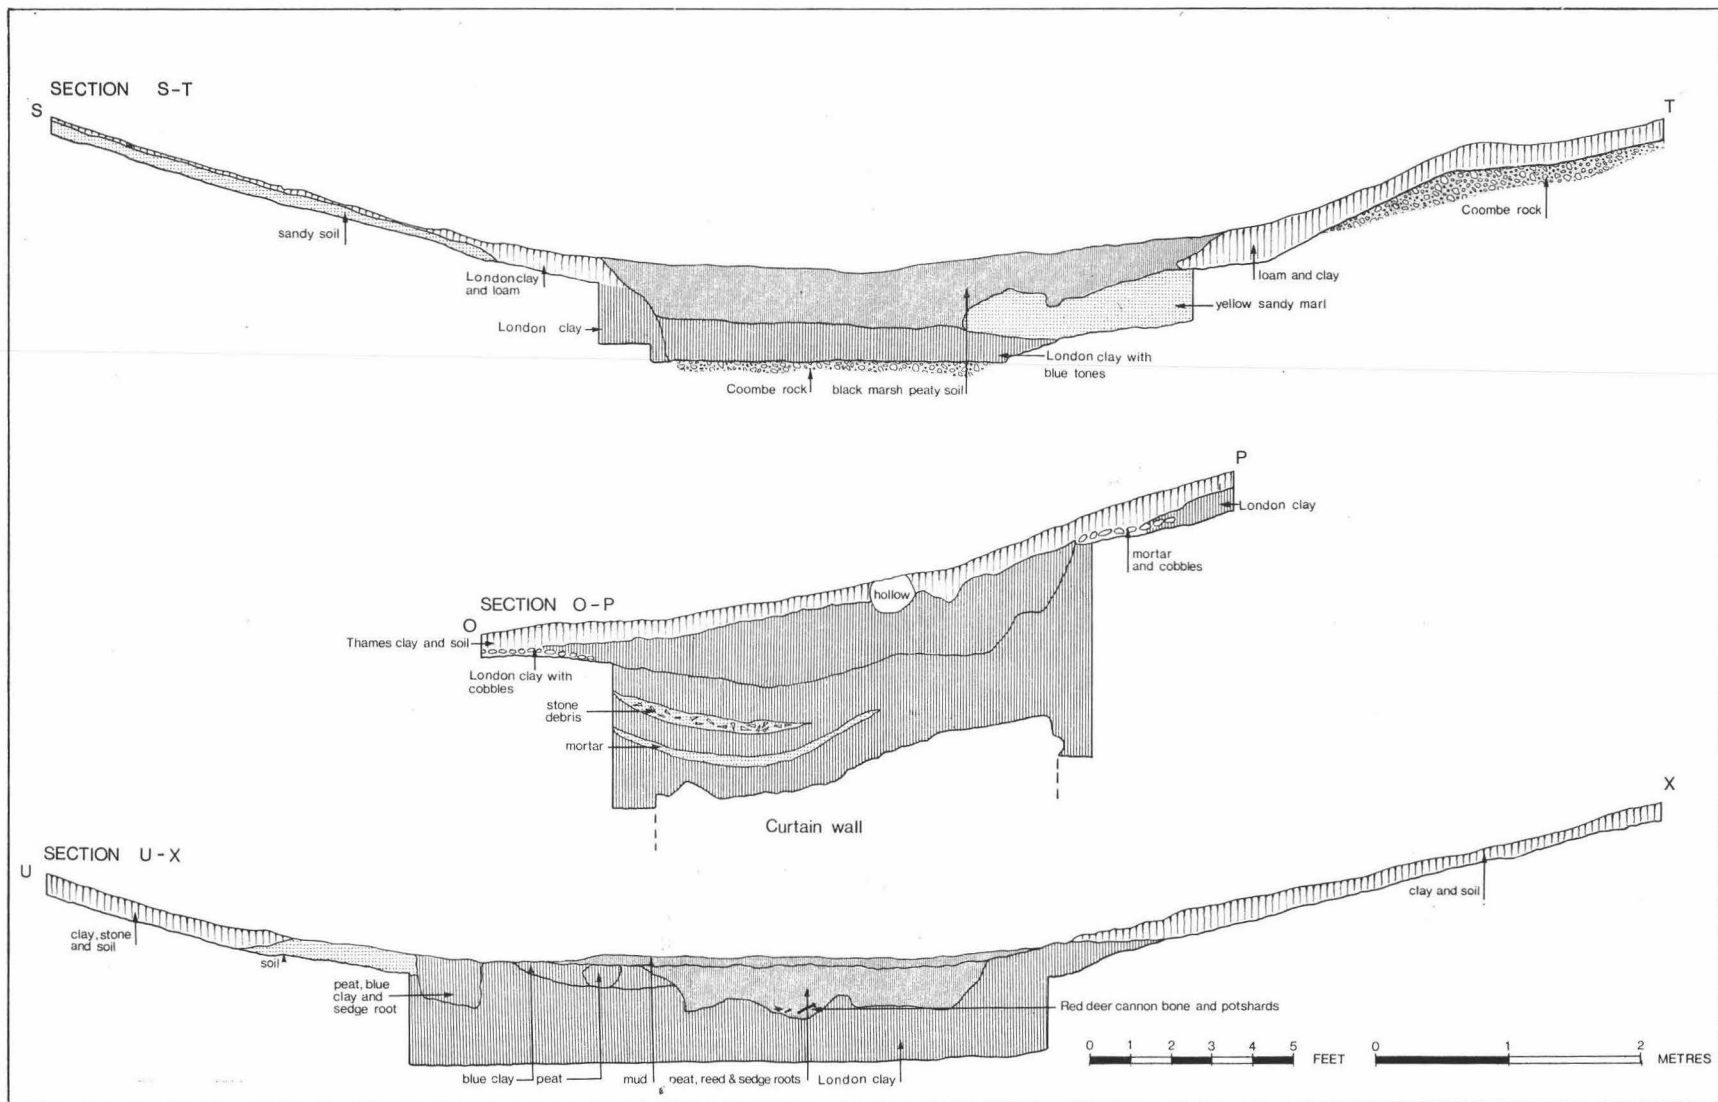 SECTION S-T
S
T
sandy soil
London clay
and loam
London clay
Coombe rock
black marsh peaty soil
London clay with
blue tones
yellow sandy marl
loam and clay
Coombe rock
SECTION O-P
O
P
Thames clay and soil
London clay with
cobbles
stone
debris
mortar
hollow
mortar
and cobbles
London clay
Curtain wall
SECTION U-X
U
X
clay, stone
and soil
soil
peat, blue
clay and
sedge root
blue clay
peat
mud
peat, reed & sedge roots
London clay
Red deer cannon bone and potshards
clay and soil
0 1 2 3 4 5 FEET
0 1 2 METRES